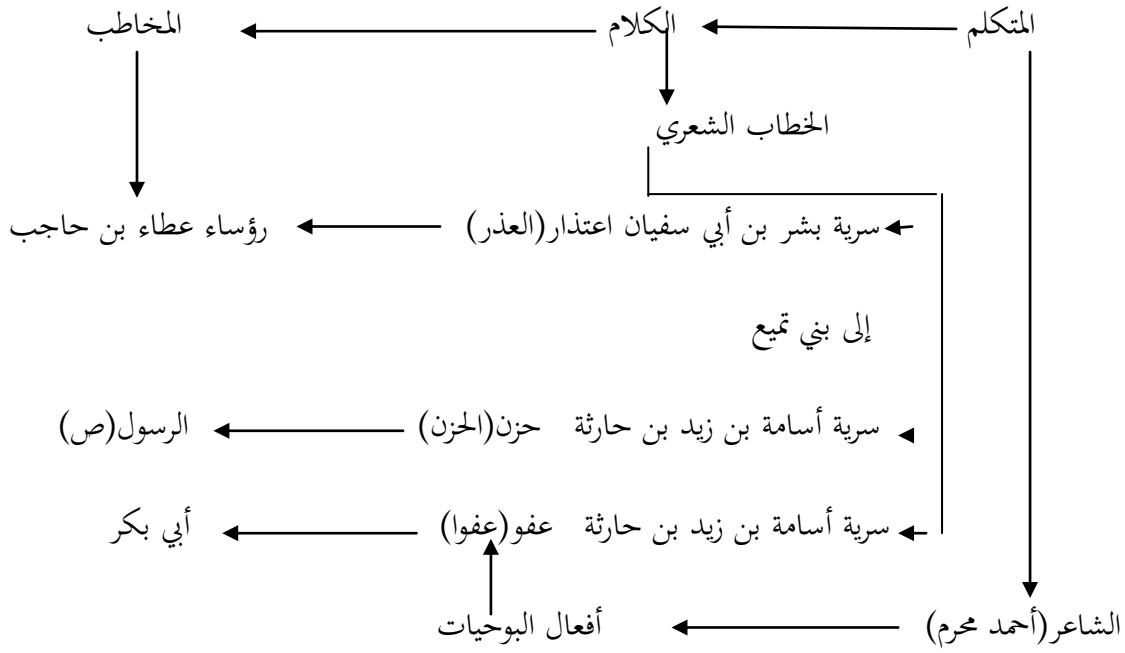 المتكلم الكلام المخاطب
الخطاب الشعري
سرية بشر بن أبي سفيان اعتذار(العذر) رؤساء عطاء بن حاجب
إلى بني تميع
سرية أسامة بن زيد بن حارثة حزن(الحزن) الرسول(ص)
سرية أسامة بن زيد بن حارثة عفو(عفوا) أبي بكر
الشاعر(أحمد محرم) أفعال البوحيات